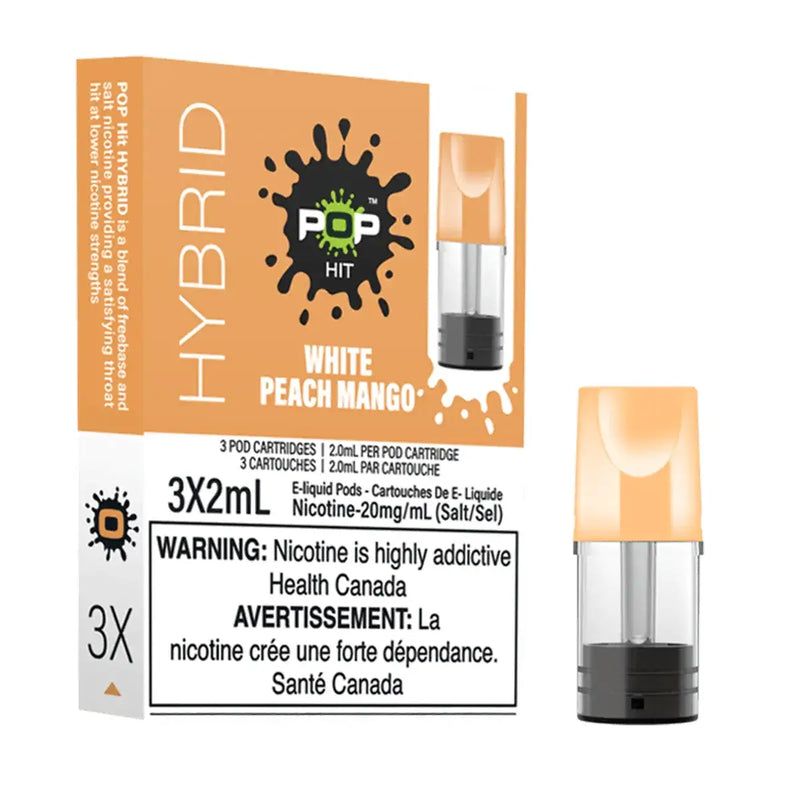 POP Hit HYBRID is a blend of freebase and
salt nicotine providing a satisfying throat
hit at lower nicotine strengths
HYBRID
POP™
HIT
WHITE
PEACH MANGO
3 POD CARTRIDGES | 2.0mL PER POD CARTRIDGE
3 CARTOUCHES | 2.0mL PAR CARTOUCHE
3X2mL
E-liquid Pods - Cartouches De E- Liquide
Nicotine-20mg/mL (Salt/Sel)
WARNING: Nicotine is highly addictive
Health Canada
AVERTISSEMENT: La
nicotine crée une forte dépendance.
Santé Canada
O
3X